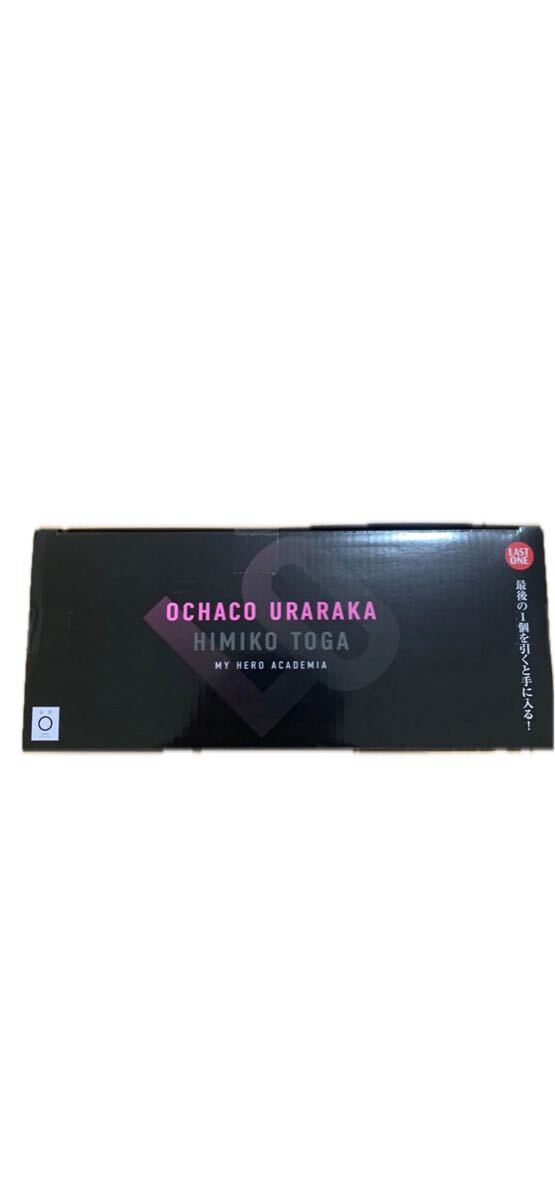 LAST
ONE
最後の1個を引くと手に入る!
OCHACO URARAKA
HIMIKO TOGA
MY HERO ACADEMIA
LS